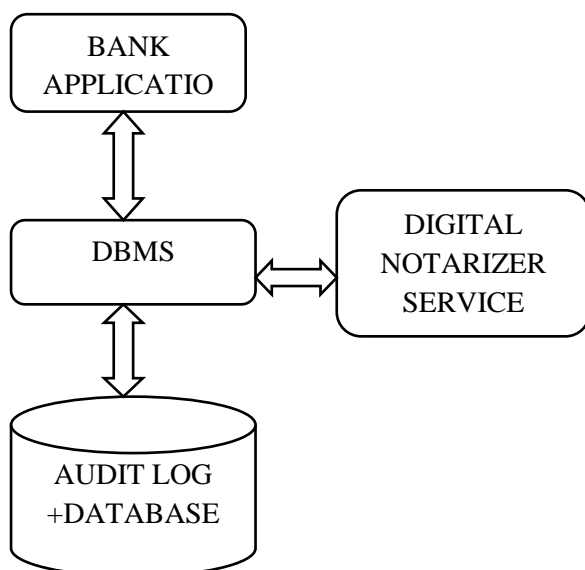 BANK
APPLICATIO
DBMS
DIGITAL
NOTARIZER
SERVICE
AUDIT LOG
+DATABASE